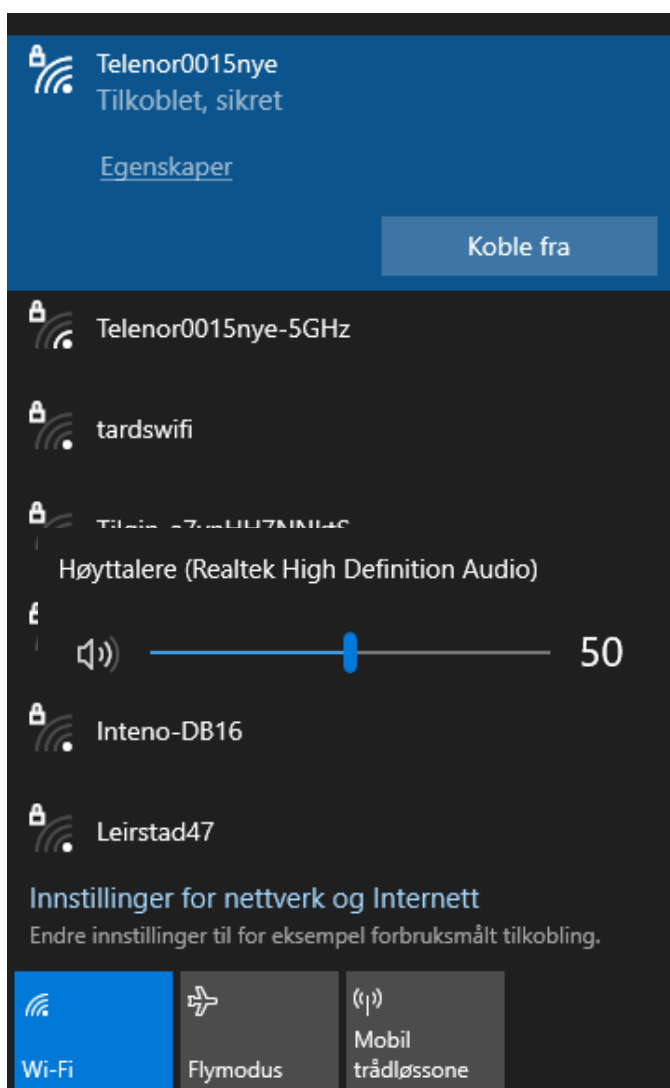 Telenor0015nye
Tilkoblet, sikret
Egenskaper
Koble fra
Telenor0015nye-5GHz
tardswifi
Høyttalere (Realtek High Definition Audio)
50
Inteno-DB16
Leirstad47
Innstillinger for nettverk og Internett
Endre innstillinger til for eksempel forbruksmålt tilkobling.
Wi-Fi
Flymodus
Mobil
trådløssone